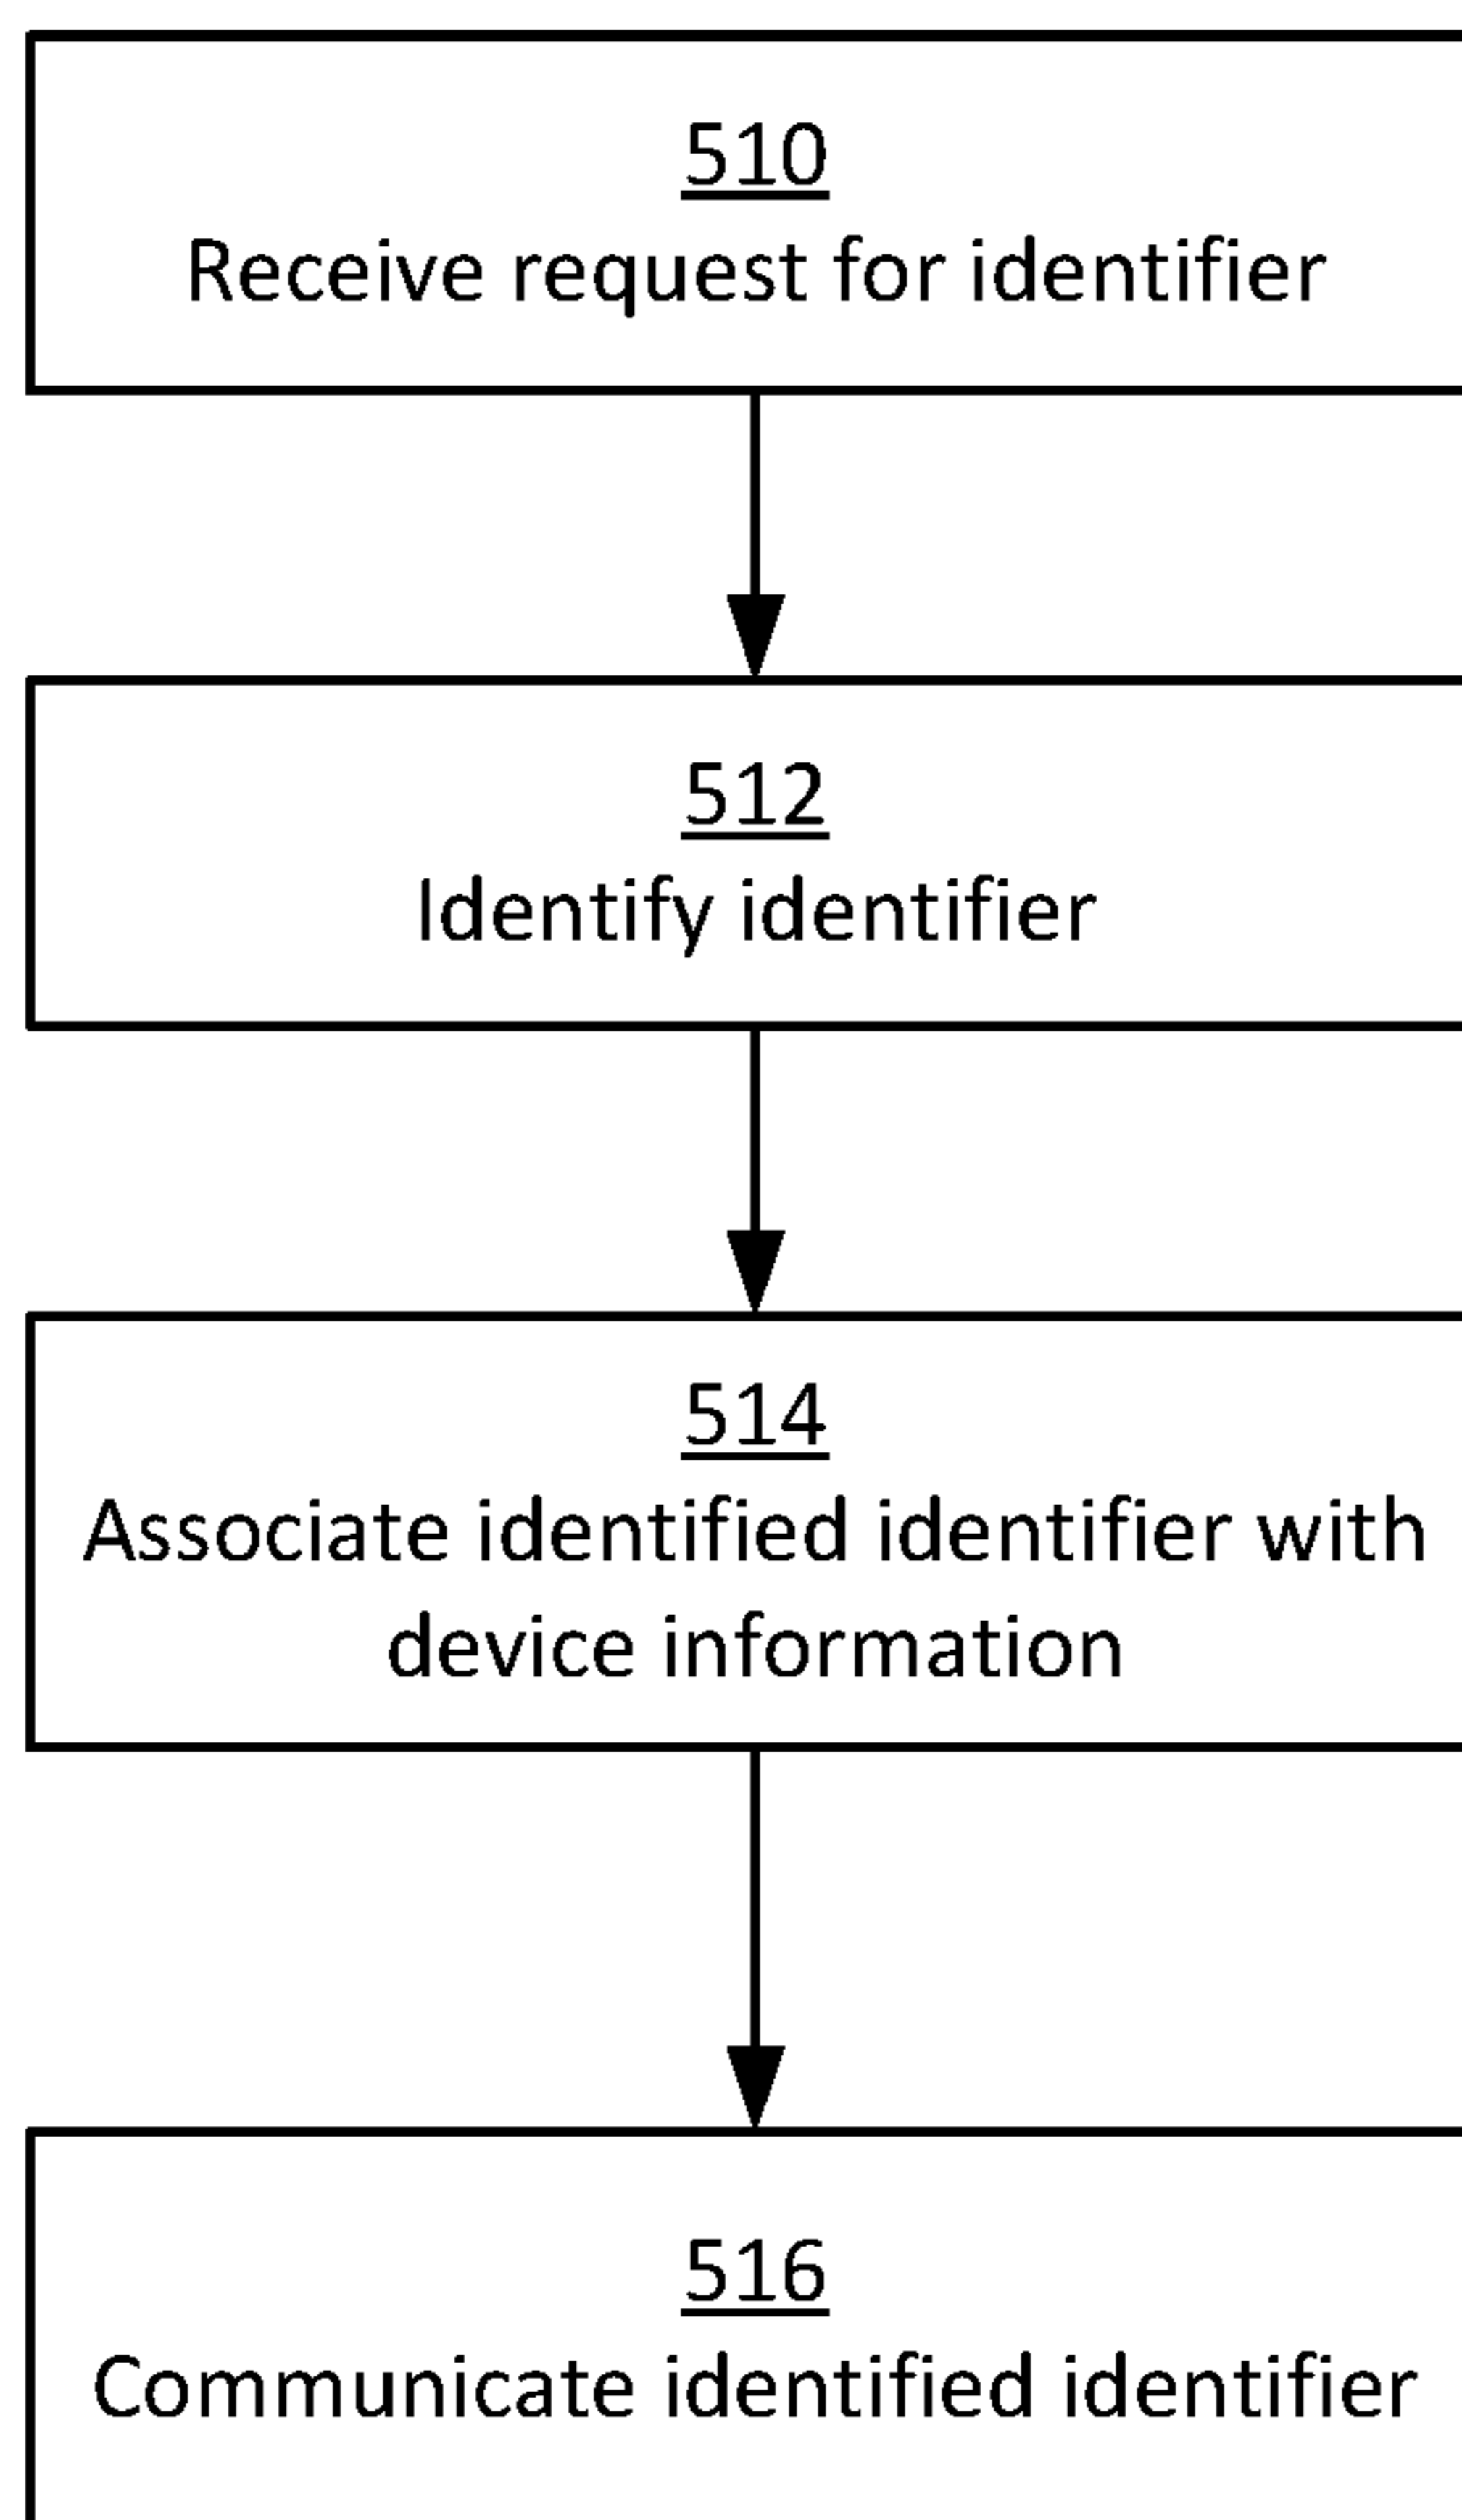 510
Receive request for identifier
512
Identify identifier
514
Associate identified identifier with
device information
516
Communicate identified identifier